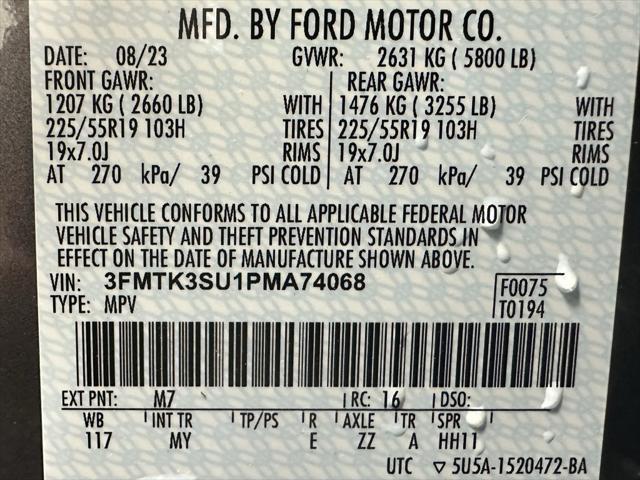 MFD. BY FORD MOTOR CO.
DATE: 08/23 GVWR: 2631 KG ( 5800 LB)
FRONT GAWR: REAR GAWR:
1207 KG ( 2660 LB) WITH 1476 KG ( 3255 LB) WITH
225/55R19 103H TIRES 225/55R19 103H TIRES
19x7.0J RIMS 19x7.0J RIMS
AT 270 kPa/ 39 PSI COLD AT 270 kPa/ 39 PSI COLD
THIS VEHICLE CONFORMS TO ALL APPLICABLE FEDERAL MOTOR
VEHICLE SAFETY AND THEFT PREVENTION STANDARDS IN
EFFECT ON THE DATE OF MANUFACTURE SHOWN ABOVE.
VIN: 3FMTK3SU1PMA74068 F0075
TYPE: MPV T0194
EXT PNT: M7 RC: 16 DSO:
WB INT TR TP/PS R AXLE TR SPR
117 MY E ZZ A HH11
UTC ▽ 5U5A-1520472-BA